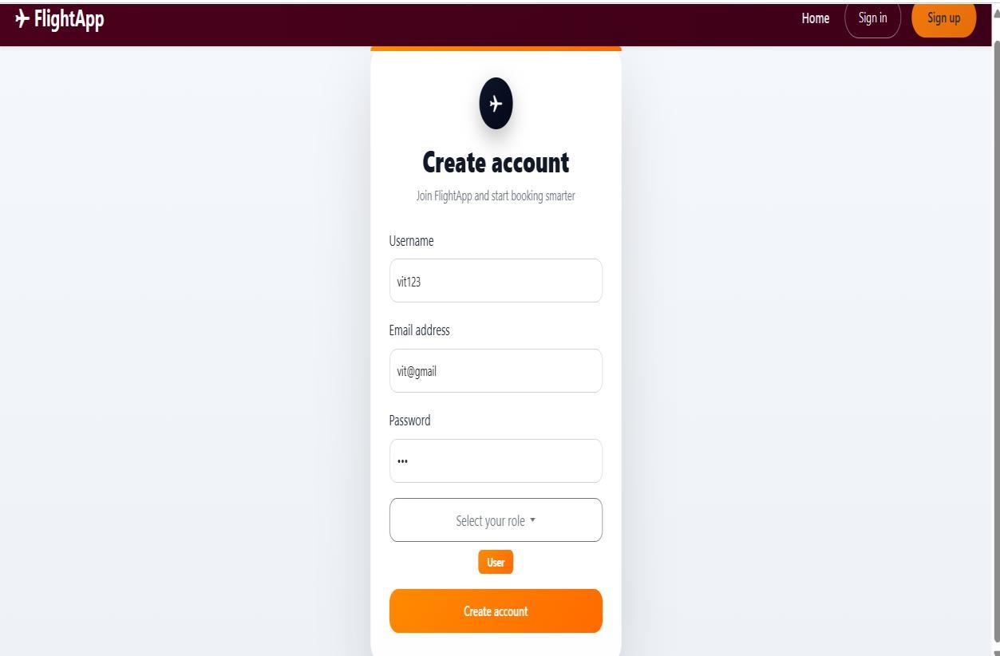 ✈ FlightApp
Home Sign in Sign up
Create account
Join FlightApp and start booking smarter
Username
vit123
Email address
vit@gmail
Password
•••
Select your role
User
Create account